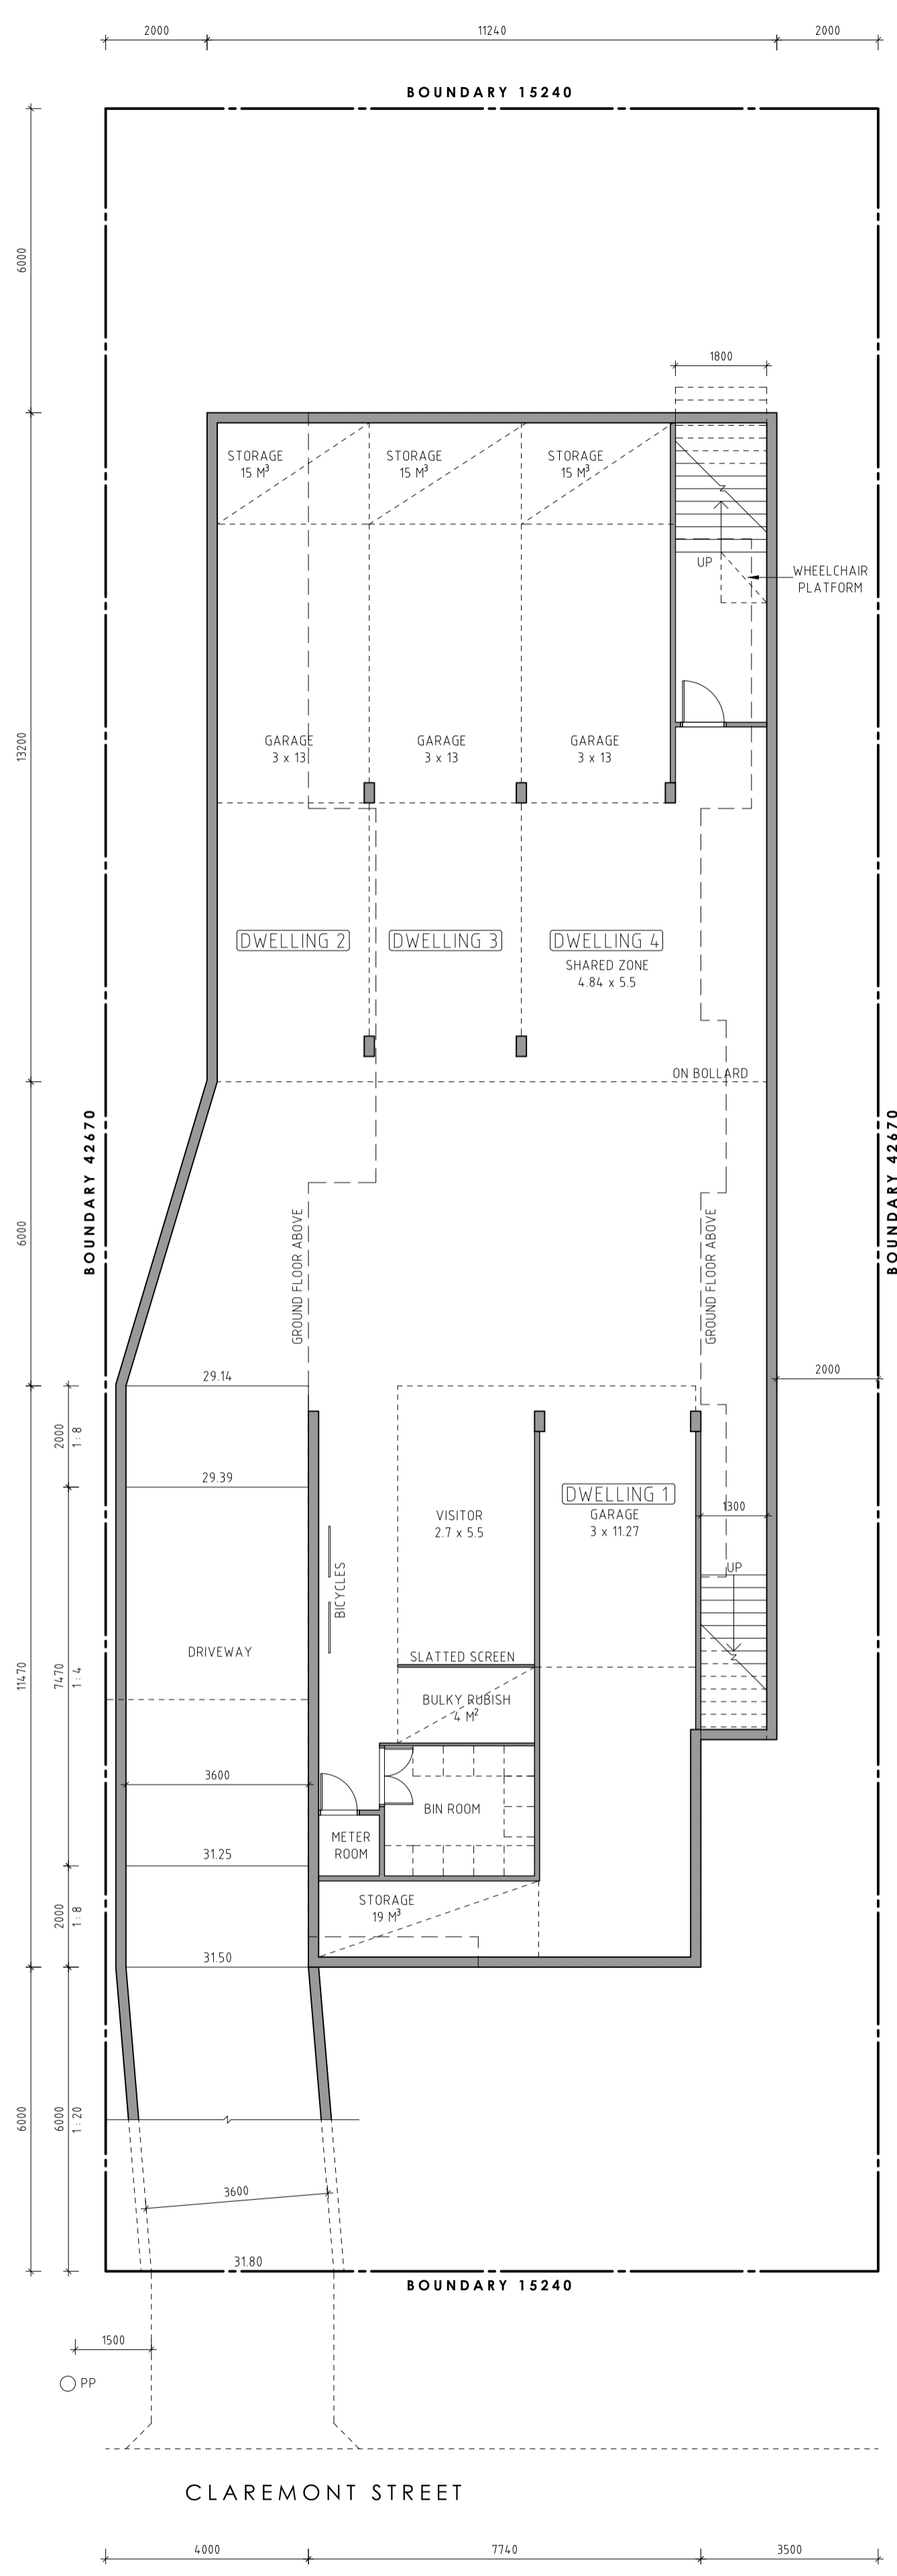 2000
11240
2000
BOUNDARY 15240
6000
1800
STORAGE
15 M³
STORAGE
15 M³
STORAGE
15 M³
UP
WHEELCHAIR
PLATFORM
13200
GARAGE
3 x 13
GARAGE
3 x 13
GARAGE
3 x 13
DWELLING 2
DWELLING 3
DWELLING 4
SHARED ZONE
4.84 x 5.5
ON BOLLARD
BOUNDARY 42670
BOUNDARY 42670
6000
GROUND FLOOR ABOVE
GROUND FLOOR ABOVE
29.14
2000
2000
1:8
29.39
DWELLING 1
GARAGE
3 x 11.27
1300
VISITOR
2.7 x 5.5
BICYCLES
UP
DRIVEWAY
SLATTED SCREEN
11470
7470
1:4
BULKY RUBISH
4 M²
3600
BIN ROOM
METER
ROOM
31.25
STORAGE
19 M³
2000
1:8
31.50
6000
6000
1:20
3600
31.80
BOUNDARY 15240
1500
PP
CLAREMONT STREET
4000
7740
3500